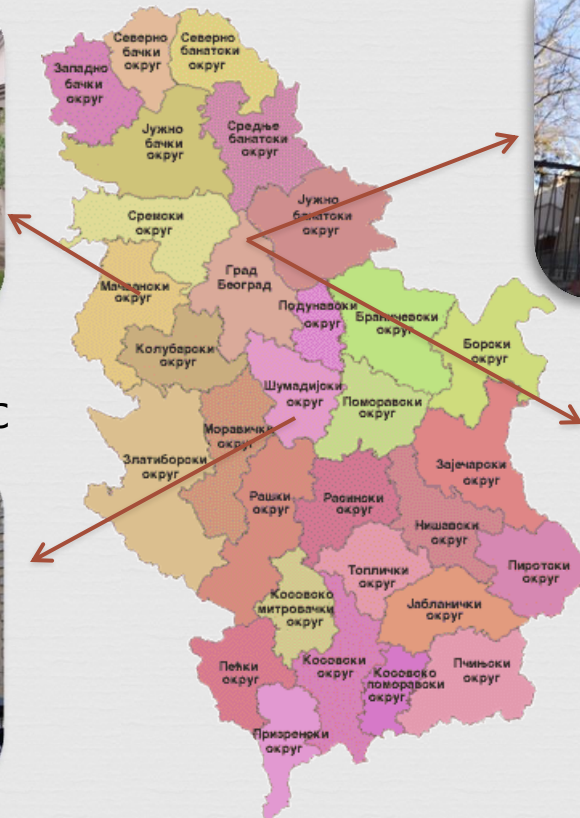 Северно
бачки
округ
Северно
банатски
округ
Западно
бачки
округ
Јужно
бачки
округ
Средње
банатски
округ
Јужно
банатски
округ
Сремски
округ
Град
Београд
Мачвански
округ
Подунавски
округ
Браничевски
округ
Борски
округ
Колубарски
округ
Шумадијски
округ
Поморавски
округ
С
Моравички
округ
Златиборски
округ
Зајечарски
округ
Рашки
округ
Расински
округ
Нишавски
округ
Топлички
округ
Пиротски
округ
Косовско
митровачки
округ
Јабланички
округ
Пећки
округ
Косовски
округ
Косовско
поморавски
округ
Пчињски
округ
Призренски
округ